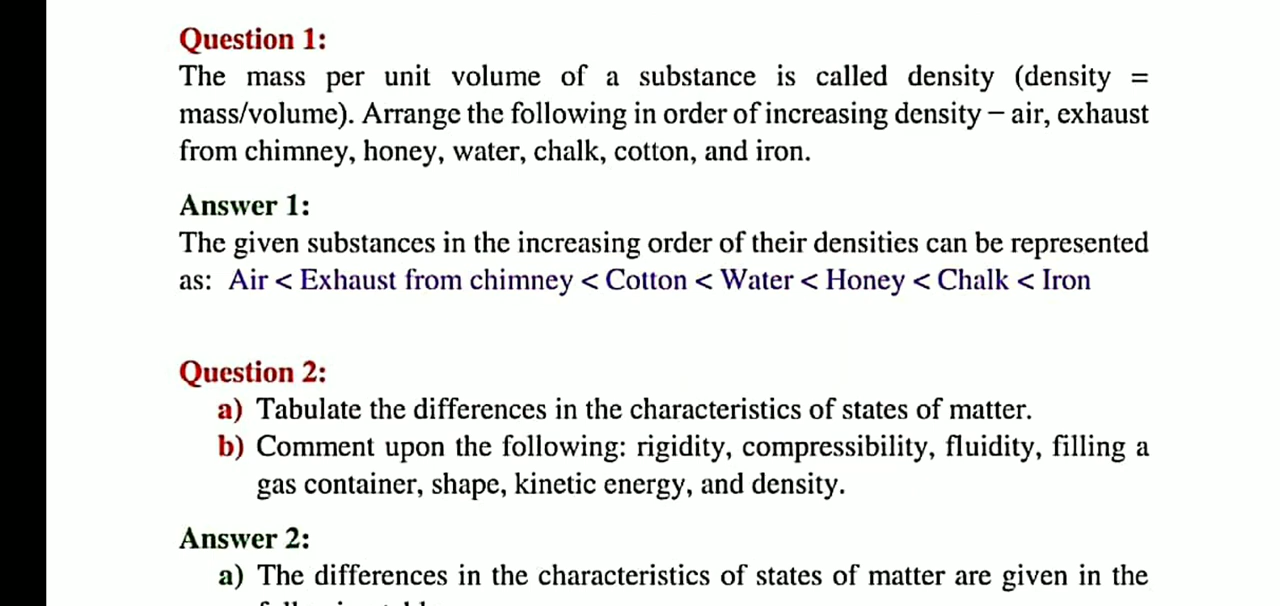 Question 1:
The mass per unit volume of a substance is called density (density =
mass/volume). Arrange the following in order of increasing density – air, exhaust
from chimney, honey, water, chalk, cotton, and iron.
Answer 1:
The given substances in the increasing order of their densities can be represented
as: Air < Exhaust from chimney < Cotton < Water < Honey < Chalk < Iron
Question 2:
a) Tabulate the differences in the characteristics of states of matter.
b) Comment upon the following: rigidity, compressibility, fluidity, filling a
gas container, shape, kinetic energy, and density.
Answer 2:
a) The differences in the characteristics of states of matter are given in the